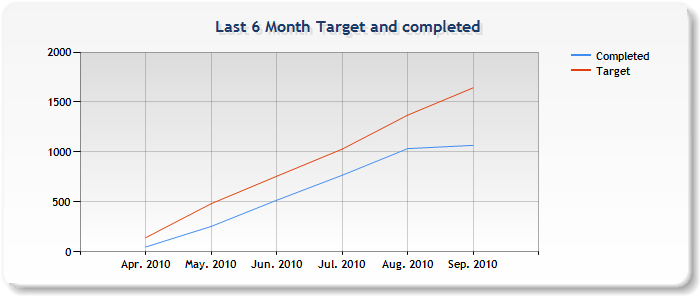 Last 6 Month Target and completed
Completed
Target
2000
1500
1000
500
0
Apr. 2010 May. 2010 Jun. 2010 Jul. 2010 Aug. 2010 Sep. 2010